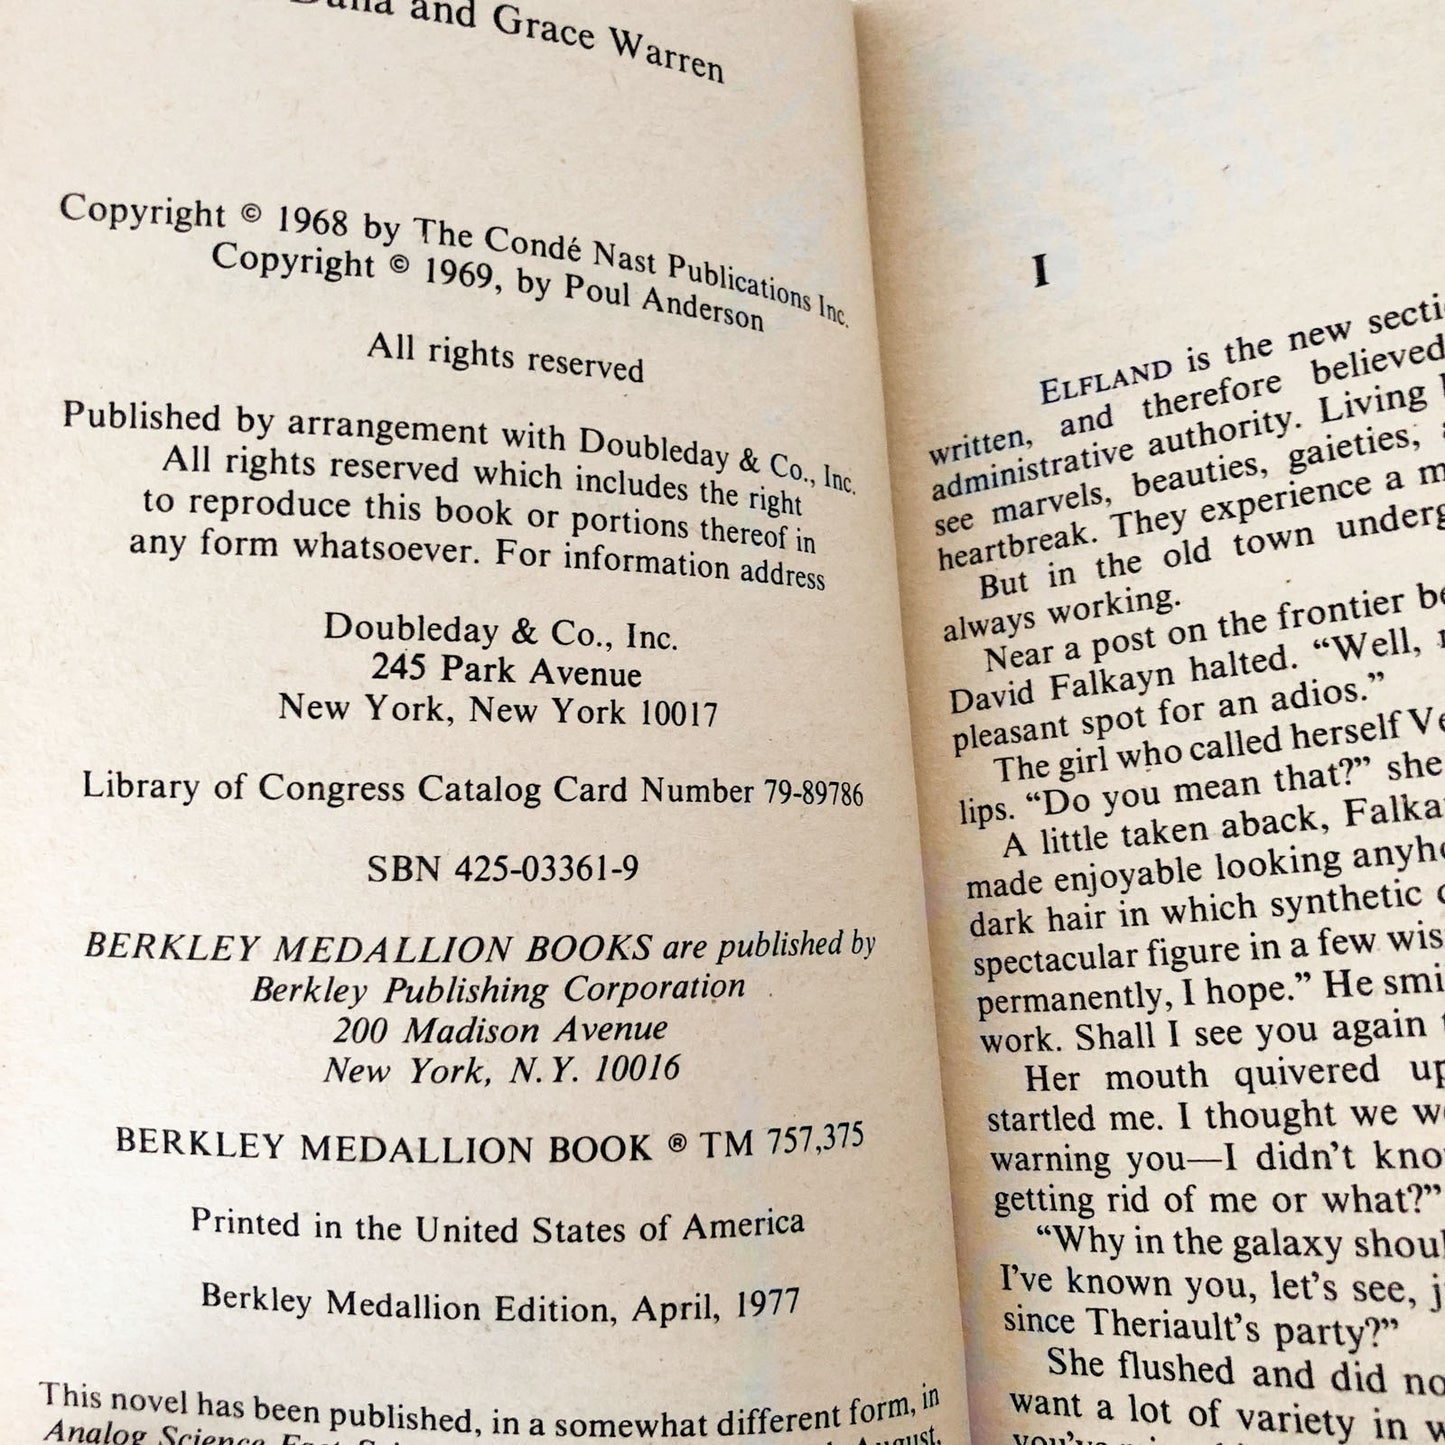 and Grace Warren
Copyright © 1968 by The Condé Nast Publications Inc.
Copyright © 1969, by Poul Anderson
All rights reserved
Published by arrangement with Doubleday & Co., Inc.
All rights reserved which includes the right
to reproduce this book or portions thereof in
any form whatsoever. For information address
Doubleday & Co., Inc.
245 Park Avenue
New York, New York 10017
Library of Congress Catalog Card Number 79-89786
SBN 425-03361-9
BERKLEY MEDALLION BOOKS are published by
Berkley Publishing Corporation
200 Madison Avenue
New York, N.Y. 10016
BERKLEY MEDALLION BOOK ® TM 757,375
Printed in the United States of America
Berkley Medallion Edition, April, 1977
This novel has been published, in a somewhat different form, in
Analog Science
August,
I
ELFLAND is the new
written, and therefore believed
administrative authority. Living
see marvels, beauties, gaieties,
heartbreak. They experience a
But in the old town
always working.
Near a post on the frontier
David Falkayn halted. “Well,
pleasant spot for an adios.”
The girl who called herself
lips. “Do you mean that?” she
A little taken aback,
made enjoyable looking
dark hair in which synthetic
spectacular figure in a few
permanently, I hope.” He
work. Shall I see you again
Her mouth quivered
startled me. I thought we
warning you—I didn’t
getting rid of me or what?”
“Why in the galaxy
I’ve known you, let’s see,
since Theriault’s party?”
She flushed and did
want a lot of variety in
you’ve